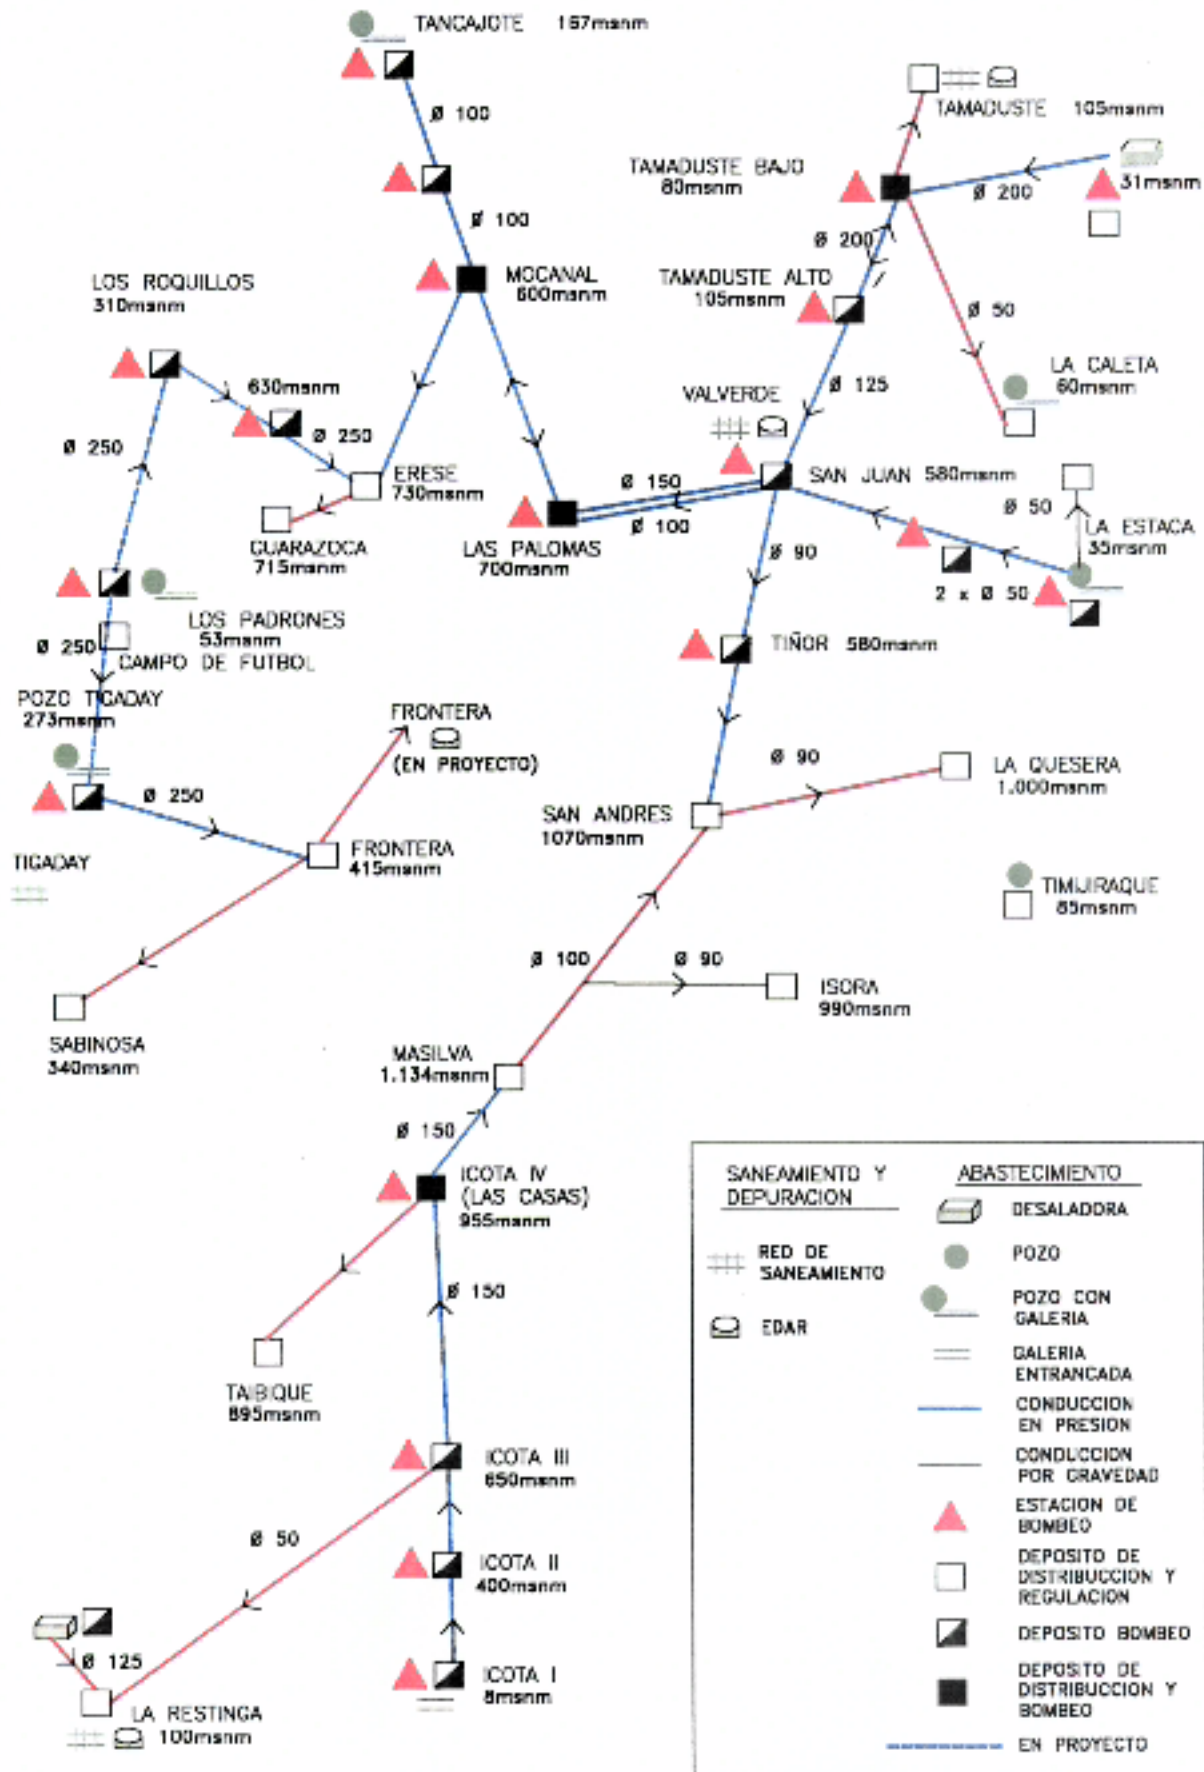 TANCAJOTE 167msnm
Ø 100
TAMADUSTE 105msnm
TAMADUSTE BAJO
80msnm
31msnm
Ø 200
Ø 100
Ø 200
LOS ROQUILLOS
310msnm
MOCANAL
600msnm
TAMADUSTE ALTO
105msnm
Ø 50
LA CALETA
60msnm
630msnm
VALVERDE
Ø 125
Ø 250
Ø 250
ERESE
730msnm
Ø 150
Ø 100
SAN JUAN 580msnm
Ø 50
LA ESTACA
35msnm
GUARAZOCA
715msnm
LAS PALOMAS
700msnm
Ø 90
2 x Ø 50
LOS PADRONES
53msnm
Ø 250
CAMPO DE FUTBOL
TIÑOR 580msnm
POZO TIGADAY
273msnm
FRONTERA
(EN PROYECTO)
Ø 90
LA QUESERA
1.000msnm
Ø 250
SAN ANDRES
1070msnm
TIGADAY
FRONTERA
415msnm
TIMIJIRAQUE
85msnm
Ø 100
Ø 90
ISORA
990msnm
SABINOSA
340msnm
MASILVA
1.134msnm
Ø 150
ICOTA IV
(LAS CASAS)
955msnm
Ø 150
TAIBIQUE
895msnm
ICOTA III
650msnm
Ø 50
ICOTA II
400msnm
Ø 125
ICOTA I
8msnm
LA RESTINGA
100msnm
SANEAMIENTO Y
DEPURACION
RED DE
SANEAMIENTO
EDAR
ABASTECIMIENTO
DESALADORA
POZO
POZO CON
GALERIA
GALERIA
ENTRANCADA
CONDUCCION
EN PRESION
CONDUCCION
POR GRAVEDAD
ESTACION DE
BOMBEO
DEPOSITO DE
DISTRIBUCCION Y
REGULACION
DEPOSITO BOMBEO
DEPOSITO DE
DISTRIBUCCION Y
BOMBEO
EN PROYECTO